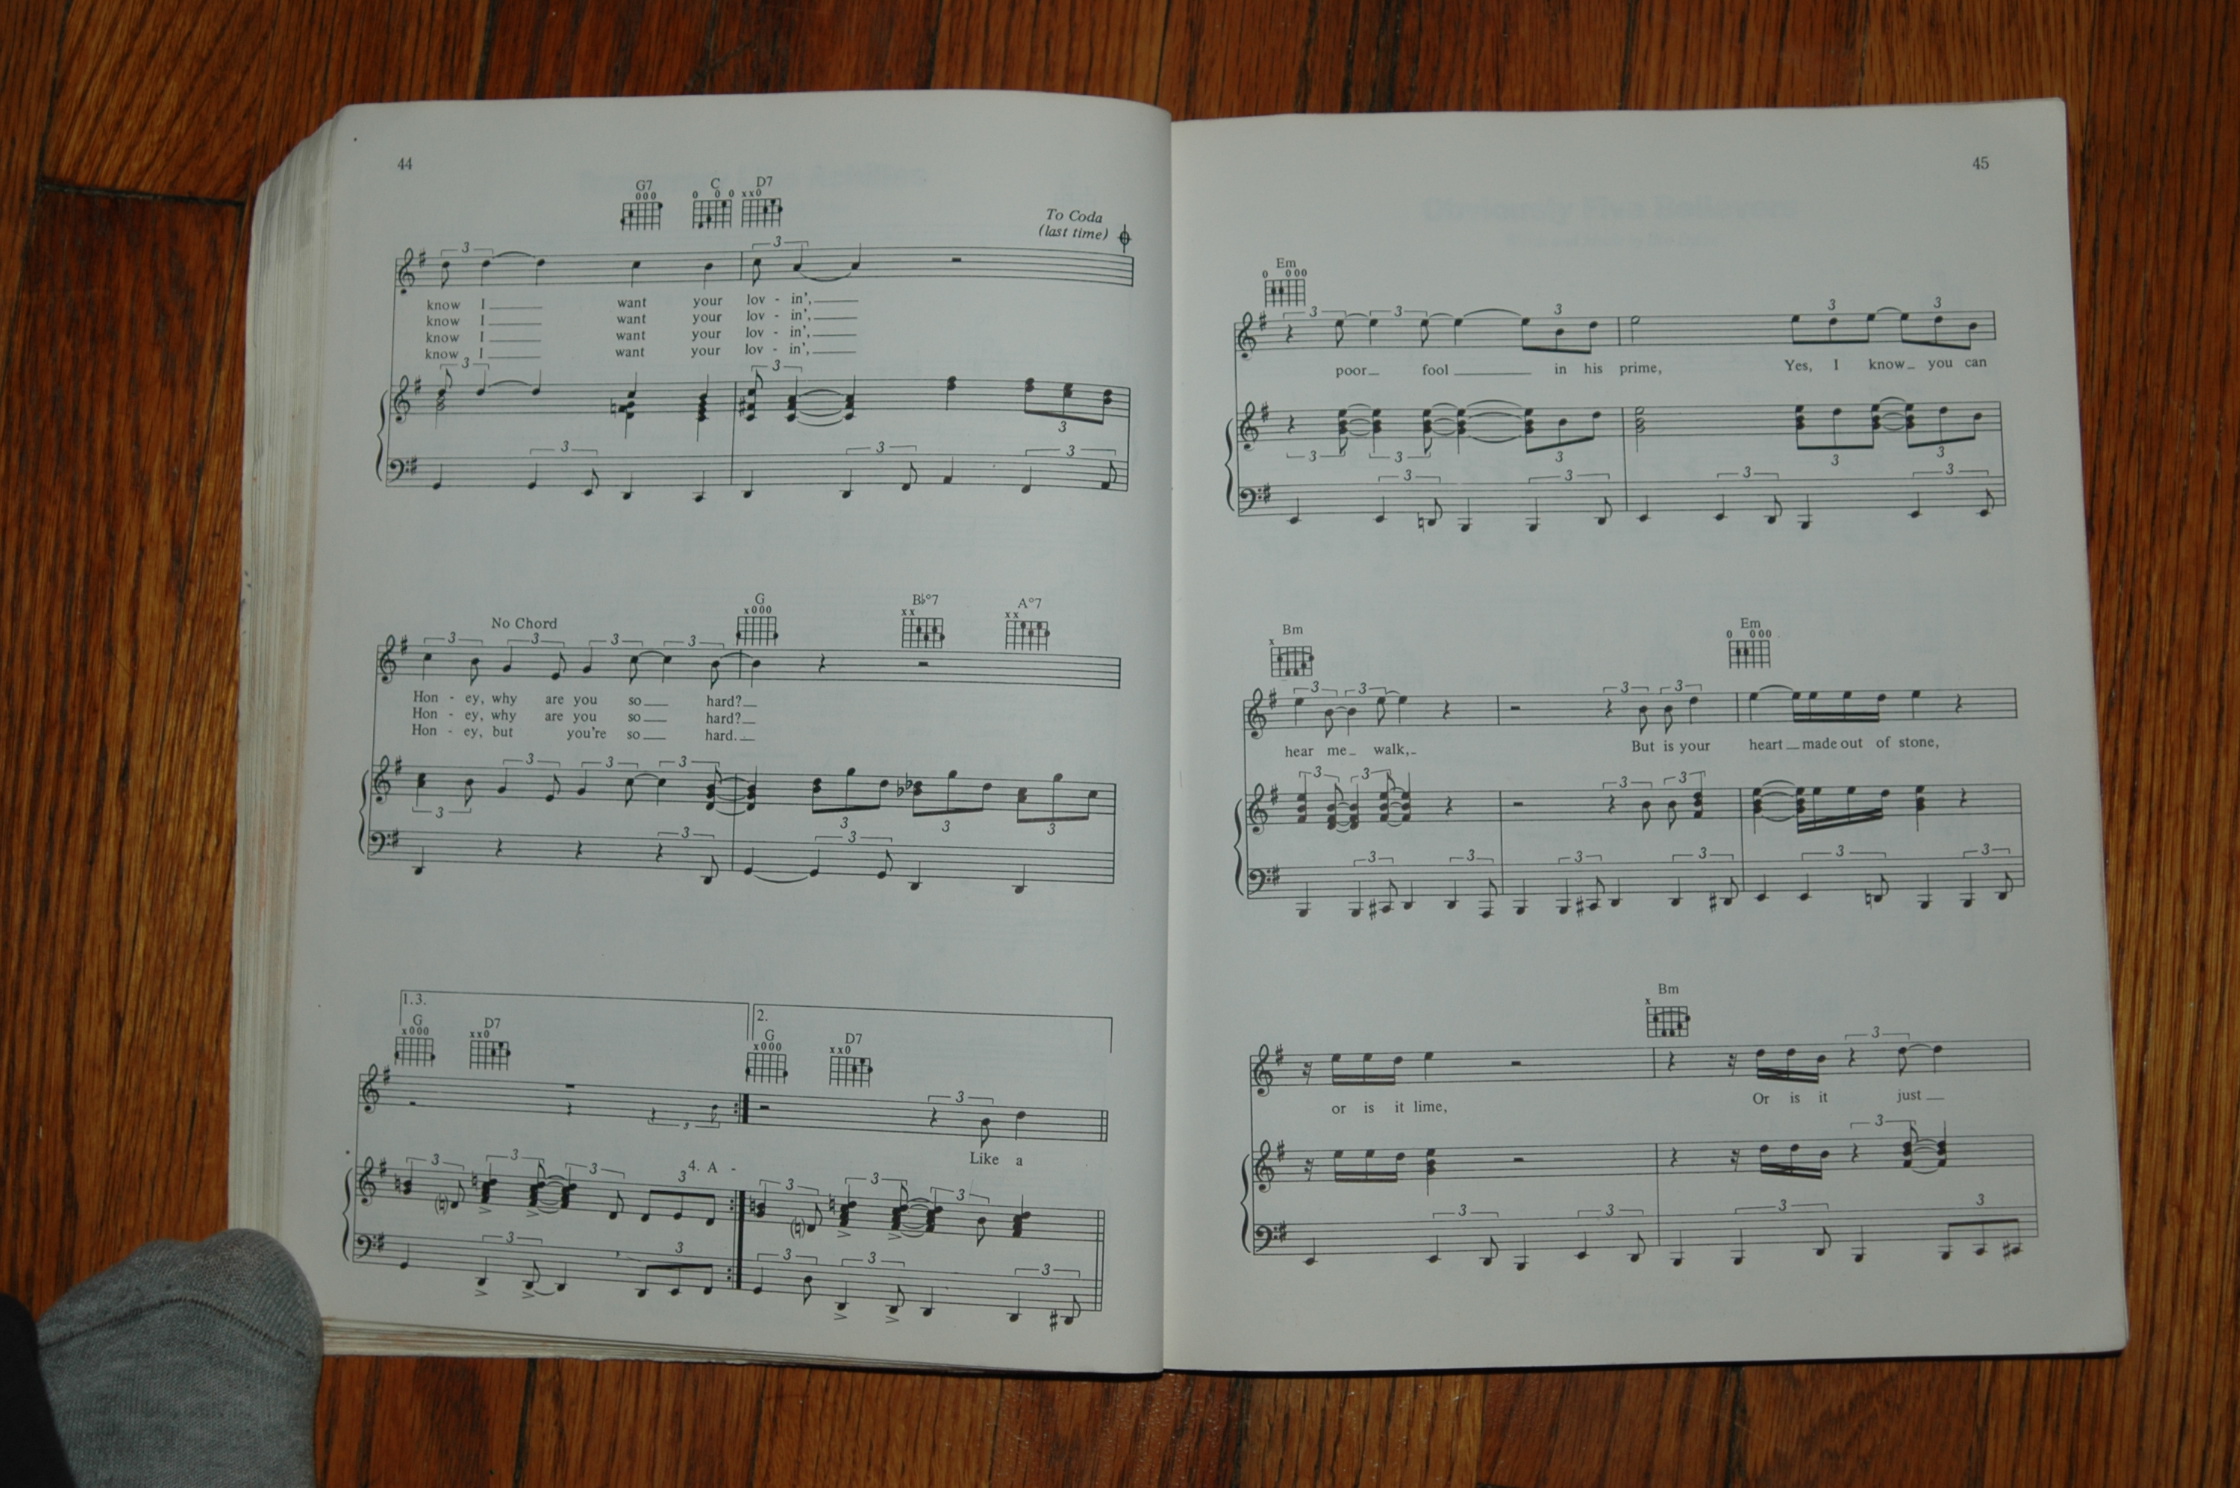 44
G7 C D7
To Coda
(last time)
know I want your lov - in',
know I want your lov - in',
know I want your lov - in',
know I want your lov - in',
No Chord
G B♭°7 A°7
Hon - ey, why are you so hard?
Hon - ey, why are you so hard?
Hon - ey, but you're so hard.
1.3. 2.
G D7 G D7
4. A - Like a
45
Em
poor fool in his prime, Yes, I know you can
Bm Em
hear me walk, But is your heart made out of stone,
Bm
or is it lime, Or is it just